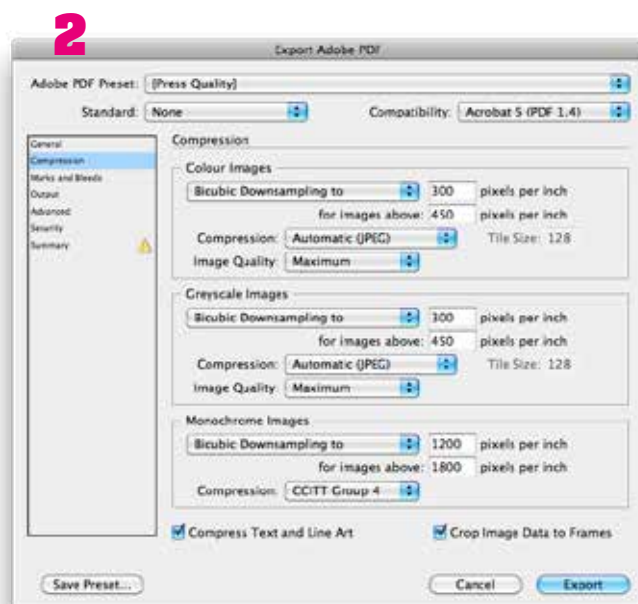 2
Export Adobe PDF
Adobe PDF Preset: [Press Quality]
Standard: None Compatibility: Acrobat 5 (PDF 1.4)
General
Compression
Marks and Bleeds
Output
Advanced
Security
Summary
Compression
Colour Images
Bicubic Downsampling to 300 pixels per inch
for images above: 450 pixels per inch
Compression: Automatic (JPEG) Tile Size: 128
Image Quality: Maximum
Greyscale Images
Bicubic Downsampling to 300 pixels per inch
for images above: 450 pixels per inch
Compression: Automatic (JPEG) Tile Size: 128
Image Quality: Maximum
Monochrome Images
Bicubic Downsampling to 1200 pixels per inch
for images above: 1800 pixels per inch
Compression: CCITT Group 4
Compress Text and Line Art Crop Image Data to Frames
Save Preset... Cancel Export